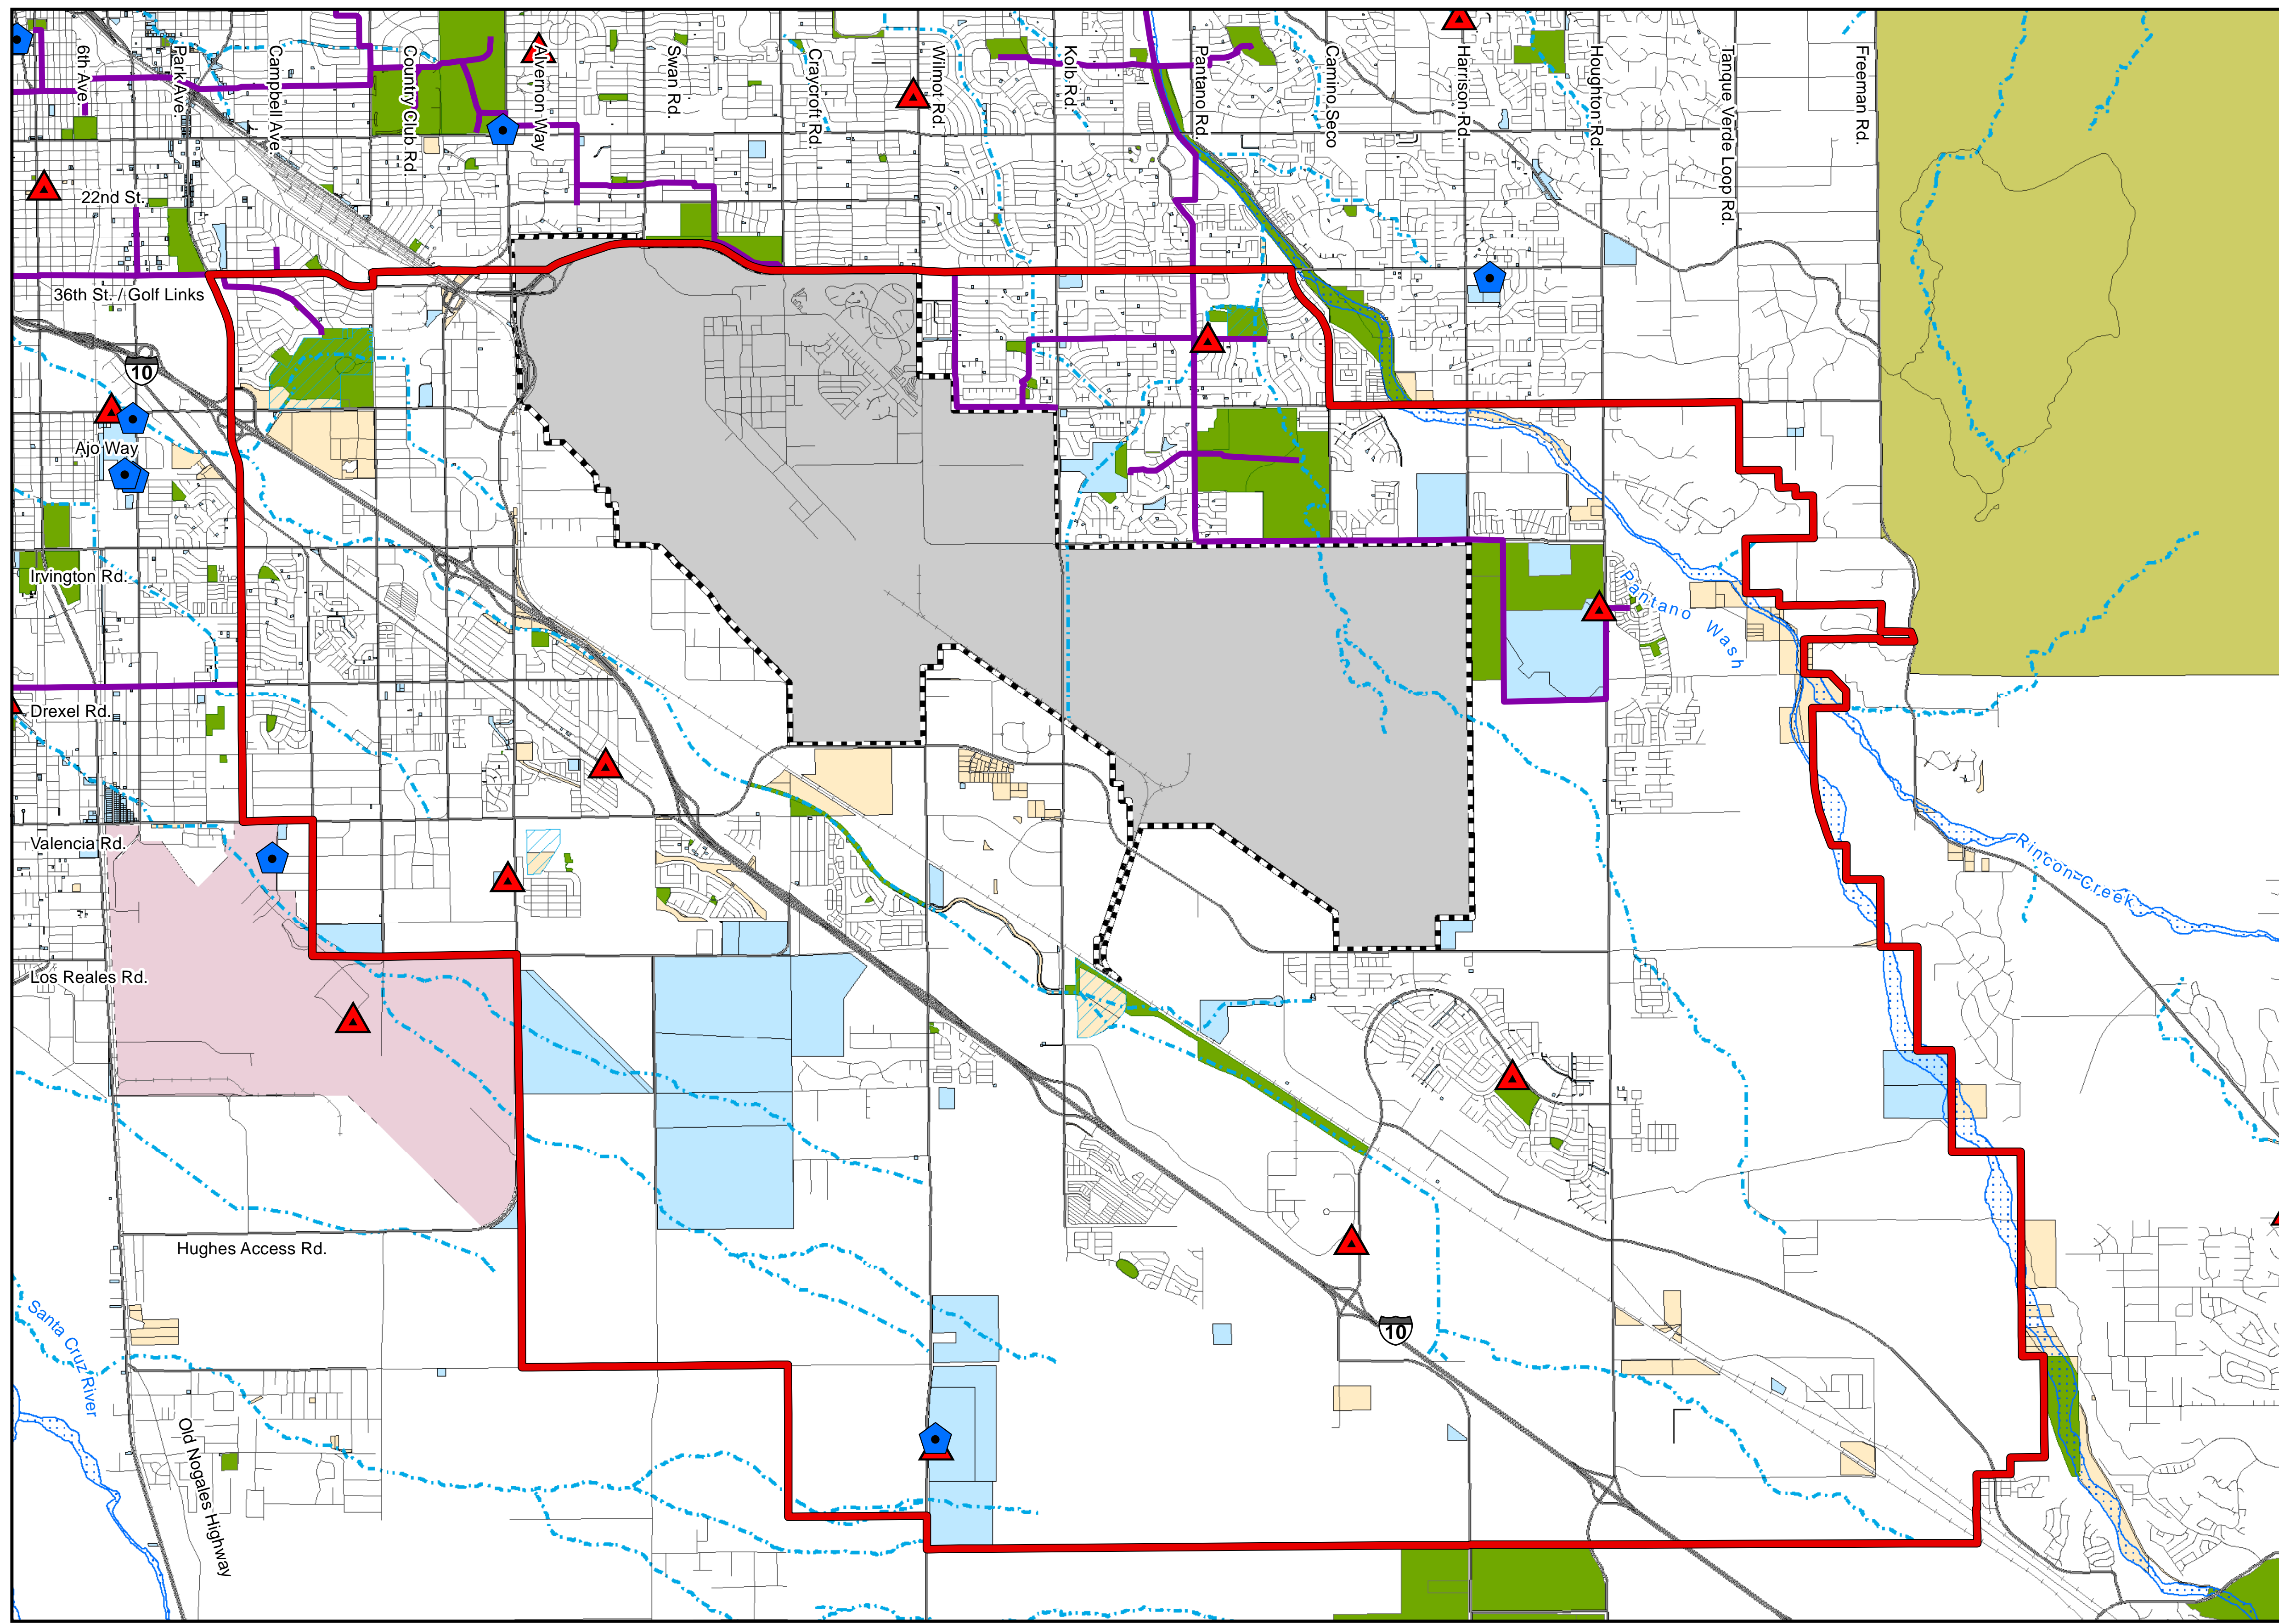 6th Ave.
Park Ave.
Campbell Ave.
Country Club Rd.
Alvernon Way
Swan Rd.
Craycroft Rd.
Wilmot Rd.
Kolb Rd.
Pantano Rd.
Camino Seco
Harrison Rd.
Houghton Rd.
Tanque Verde Loop Rd.
Freeman Rd.
22nd St.
36th St. / Golf Links
10
Ajo Way
Irvington Rd.
Pantano Wash
Drexel Rd.
Valencia Rd.
Rincon Creek
Los Reales Rd.
Hughes Access Rd.
Santa Cruz River
10
Old Nogales Highway